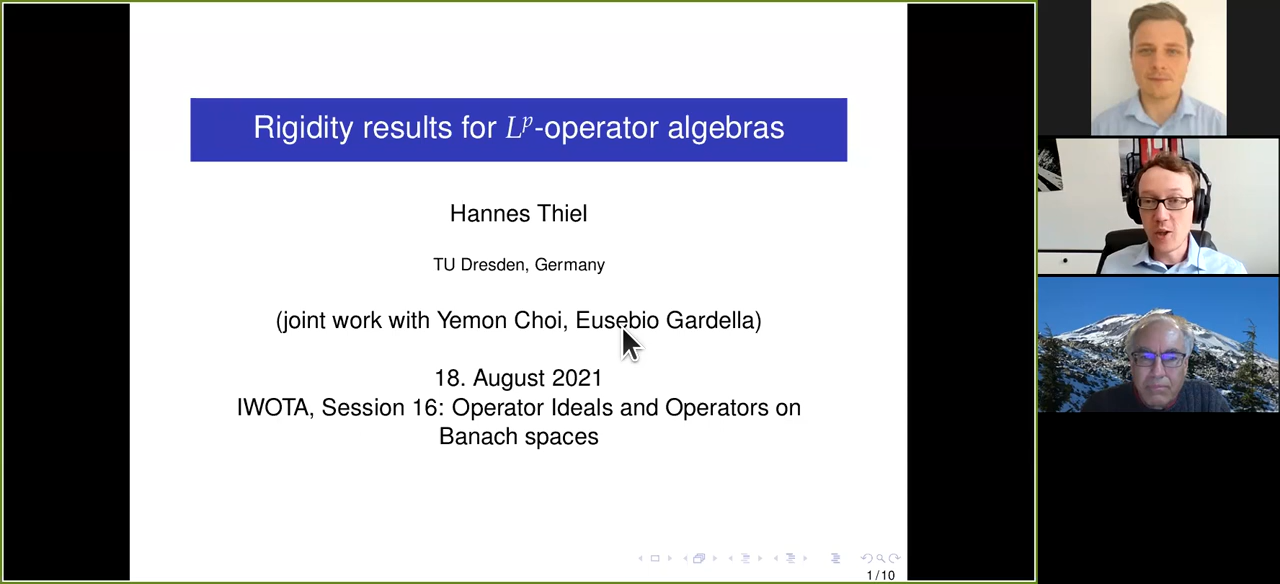 Rigidity results for Lᵖ-operator algebras
Hannes Thiel
TU Dresden, Germany
(joint work with Yemon Choi, Eusebio Gardella)
18. August 2021
IWOTA, Session 16: Operator Ideals and Operators on
Banach spaces
1 / 10